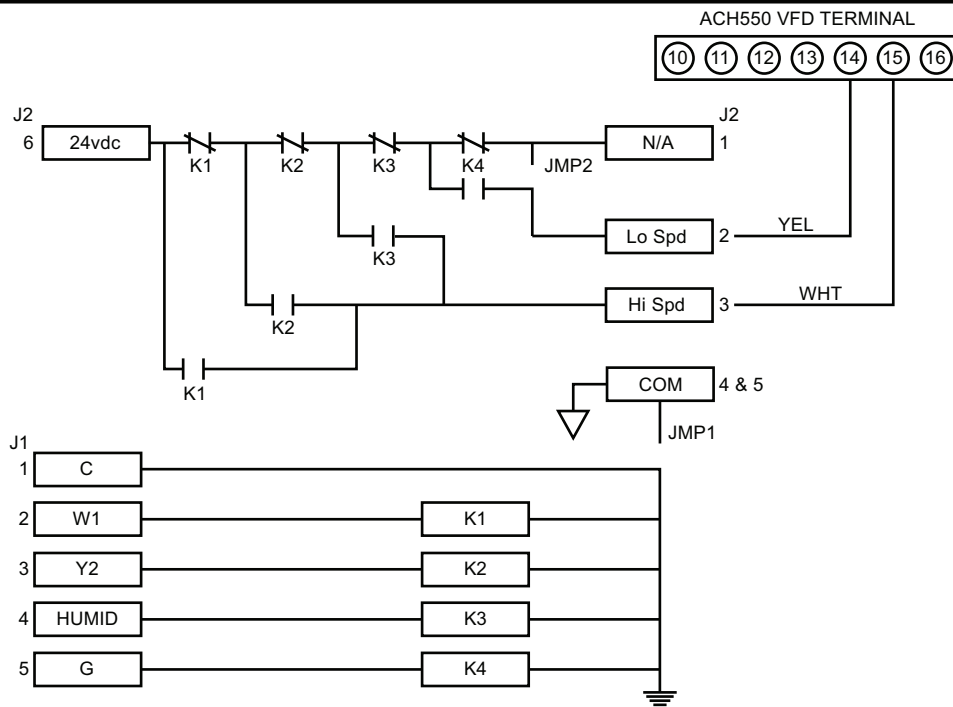 ACH550 VFD TERMINAL
10 11 12 13 14 15 16
J2
6 24vdc
K1
K2
K3
K4
JMP2
J2
N/A 1
Lo Spd 2 YEL
K3
Hi Spd 3 WHT
K2
K1
COM 4 & 5
JMP1
J1
1 C
2 W1 K1
3 Y2 K2
4 HUMID K3
5 G K4